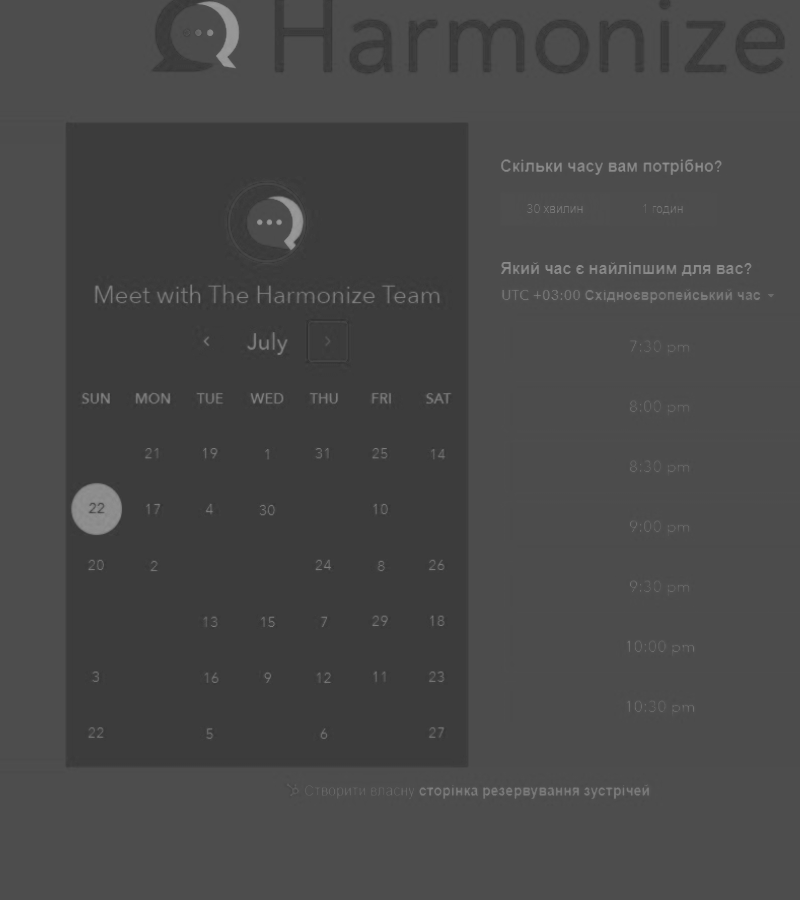 Harmonize
Meet with The Harmonize Team
July
SUN MON TUE WED THU FRI SAT
21 19 1 31 25 14
22 17 4 30 10
20 2 24 8 26
13 15 7 29 18
3 16 9 12 11 23
22 5 6 27
Скільки часу вам потрібно?
30 хвилин 1 годин
Який час є найліпшим для вас?
UTC +03:00 Східноєвропейський час
7:30 pm
8:00 pm
8:30 pm
9:00 pm
9:30 pm
10:00 pm
10:30 pm
Створити власну сторінка резервування зустрічей